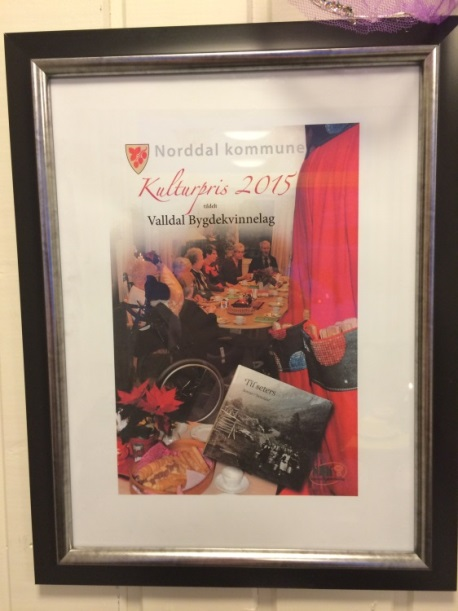 Norddal kommune
Kulturpris 2015
tildelt
Valldal Bygdekvinnelag
Til seters